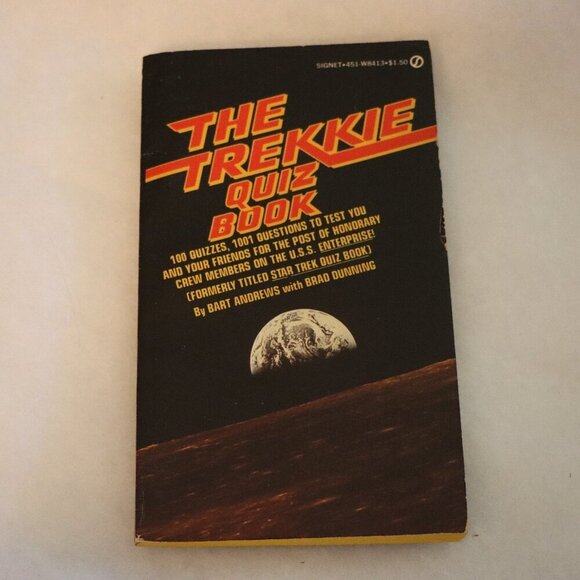 SIGNET•451-W8413•$1.50
THE
TREKKIE
QUIZ
BOOK
100 QUIZZES, 1001 QUESTIONS TO TEST YOU
AND YOUR FRIENDS FOR THE POST OF HONORARY
CREW MEMBERS ON THE U.S.S. ENTERPRISE!
(FORMERLY TITLED STAR TREK QUIZ BOOK)
By BART ANDREWS with BRAD DUNNING